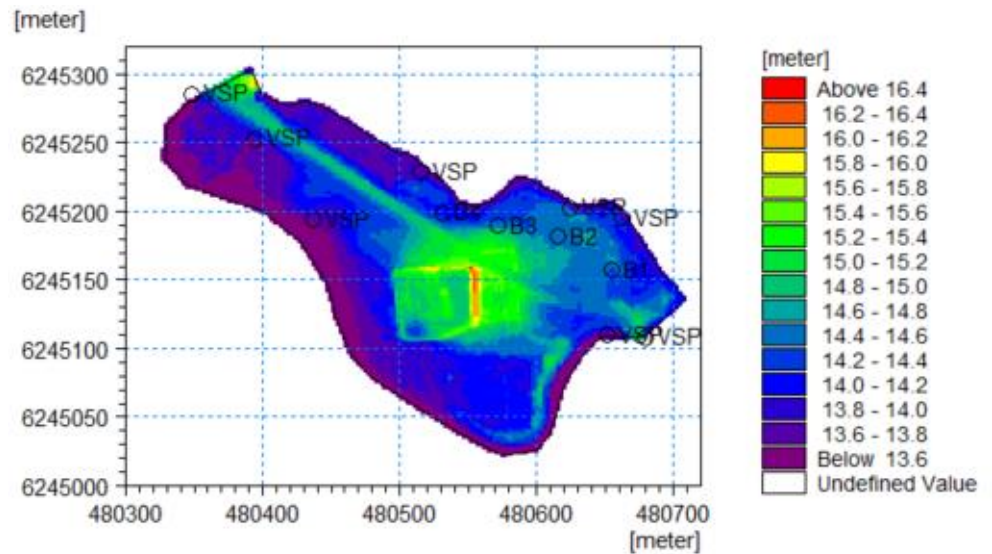 [meter]
[meter]
6245300
6245250
6245200
6245150
6245100
6245050
6245000
480300 480400 480500 480600 480700
[meter]
VSP
VSP
VSP
VSP
VSP
VSP
B3
B2
B1
VSP
VSP
Above 16.4
16.2 - 16.4
16.0 - 16.2
15.8 - 16.0
15.6 - 15.8
15.4 - 15.6
15.2 - 15.4
15.0 - 15.2
14.8 - 15.0
14.6 - 14.8
14.4 - 14.6
14.2 - 14.4
14.0 - 14.2
13.8 - 14.0
13.6 - 13.8
Below 13.6
Undefined Value